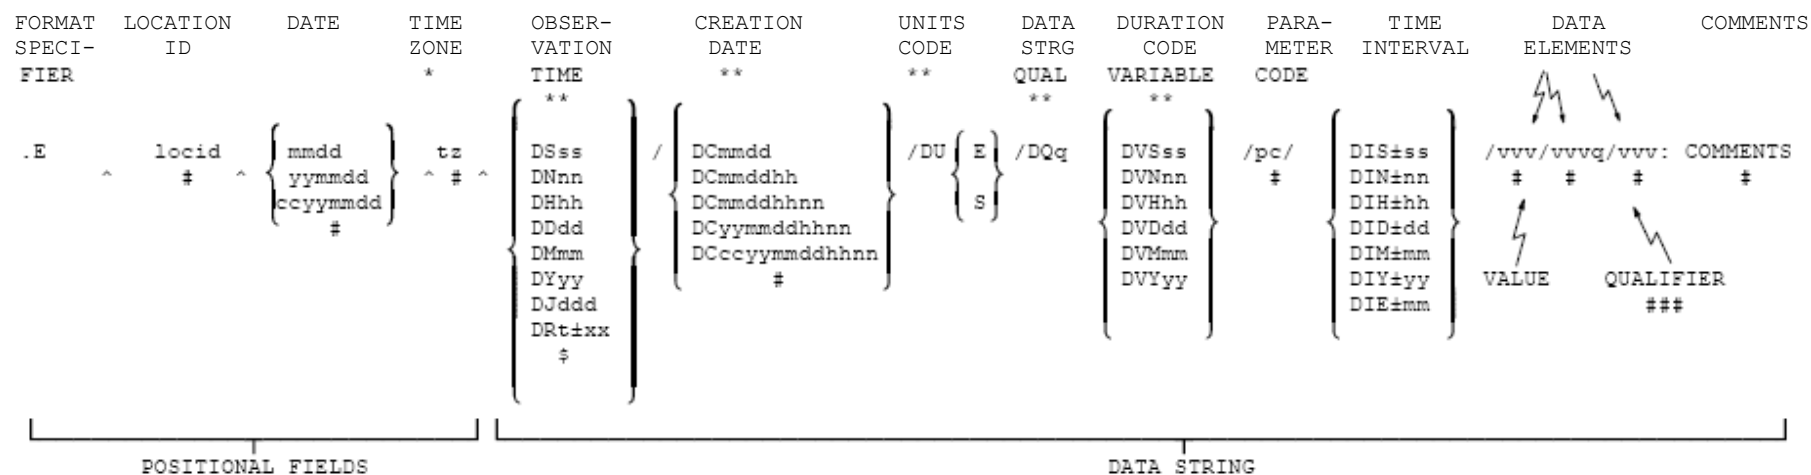 FORMAT LOCATION DATE TIME OBSER- CREATION UNITS DATA DURATION PARA- TIME DATA COMMENTS
SPECI- ID ZONE VATION DATE CODE STRG CODE METER INTERVAL ELEMENTS
FIER * TIME ** ** QUAL VARIABLE CODE
** ** **
.E ^ locid ^ mmdd ^ tz ^ DSss / DCmmdd /DU E /DQq DVSss /pc/ DIS±ss /vvv/vvvq/vvv: COMMENTS
# yymmdd # DNnn DCmmddhh DVNnn # DIN±nn # # # #
ccyymmdd DHhh DCmmddhhnn S DVHhh DIH±hh
# DDdd DCyymmddhhnn DVDdd DID±dd
DMmm DCccyymmddhhnn DVMmm DIM±mm
DYyy # DVYyy DIY±yy VALUE QUALIFIER
DJddd DIE±mm ###
DRt±xx
$
POSITIONAL FIELDS DATA STRING